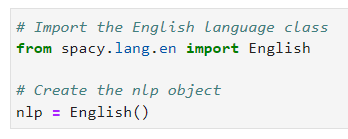 # Import the English language class
from spacy.lang.en import English
# Create the nlp object
nlp = English()